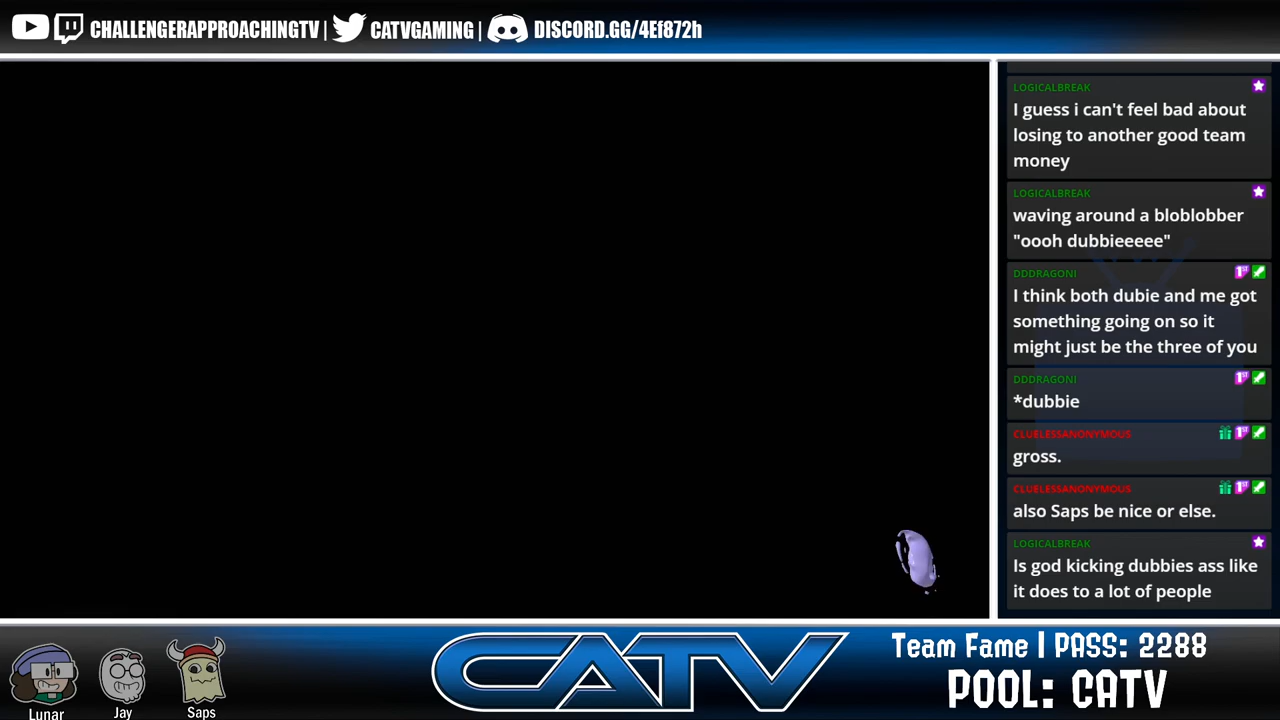 CHALLENGERAPPROACHINGTV | CATVGAMING | DISCORD.GG/4Ef872h
LOGICALBREAK
I guess i can't feel bad about
losing to another good team
money
LOGICALBREAK
waving around a bloblobber
"oooh dubbieeeee"
DDDRAGONI
I think both dubie and me got
something going on so it
might just be the three of you
DDDRAGONI
*dubbie
CLUELESSANONYMOUS
gross.
CLUELESSANONYMOUS
also Saps be nice or else.
LOGICALBREAK
Is god kicking dubbies ass like
it does to a lot of people
Lunar
Jay
Saps
CATV
Team Fame | PASS: 2288
POOL: CATV